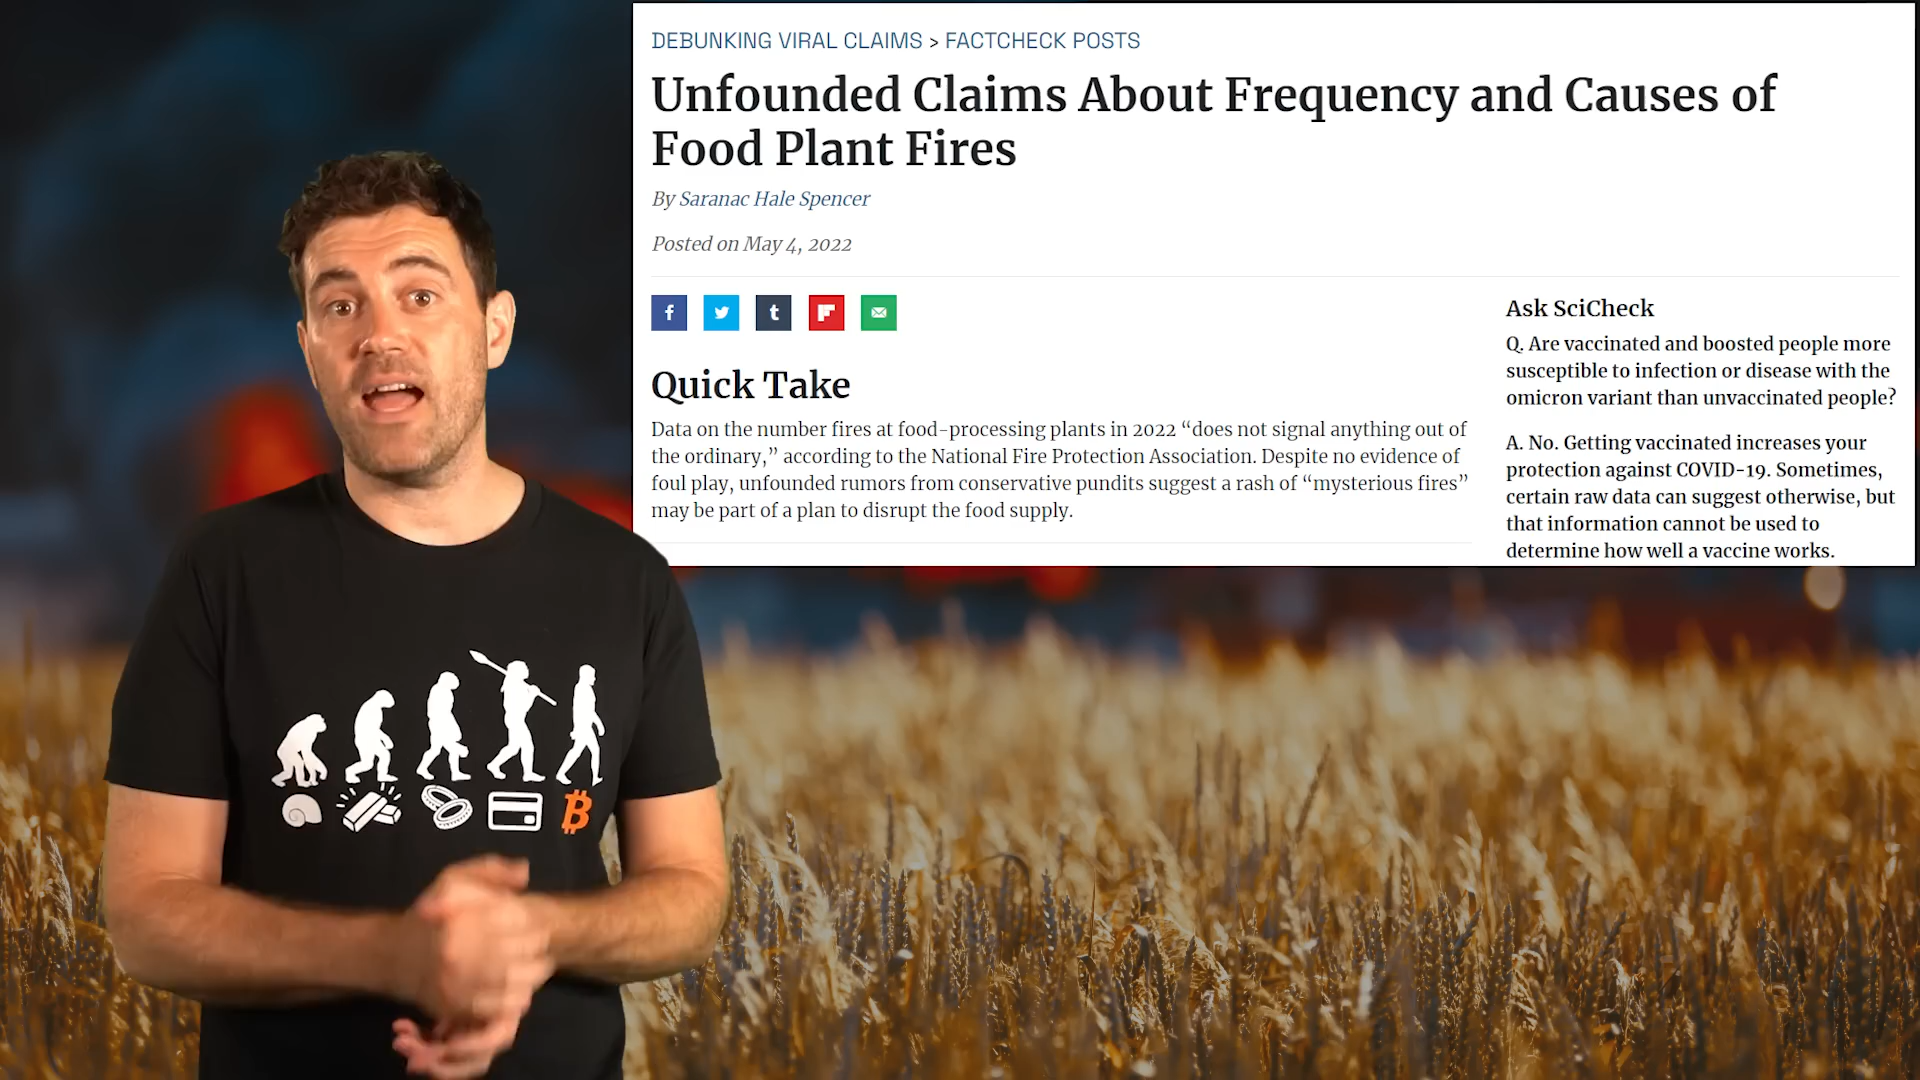 DEBUNKING VIRAL CLAIMS > FACTCHECK POSTS
Unfounded Claims About Frequency and Causes of
Food Plant Fires
By Saranac Hale Spencer
Posted on May 4, 2022
Quick Take
Data on the number fires at food-processing plants in 2022 “does not signal anything out of
the ordinary,” according to the National Fire Protection Association. Despite no evidence of
foul play, unfounded rumors from conservative pundits suggest a rash of “mysterious fires”
may be part of a plan to disrupt the food supply.
Ask SciCheck
Q. Are vaccinated and boosted people more
susceptible to infection or disease with the
omicron variant than unvaccinated people?
A. No. Getting vaccinated increases your
protection against COVID-19. Sometimes,
certain raw data can suggest otherwise, but
that information cannot be used to
determine how well a vaccine works.